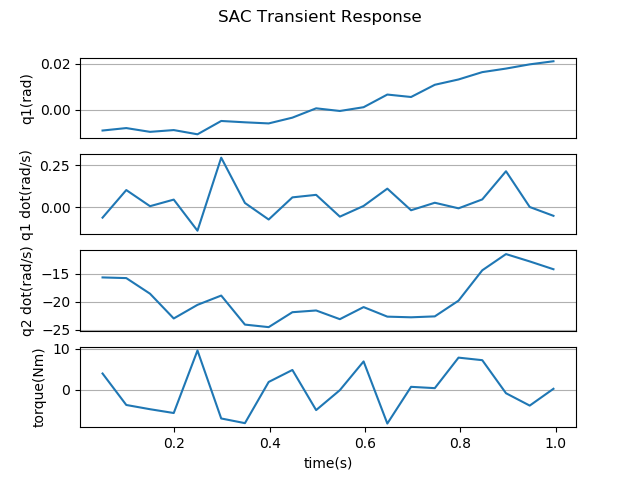 SAC Transient Response
q1(rad)
0.02
0.00
q1 dot(rad/s)
0.25
0.00
q2 dot(rad/s)
−15
−20
−25
torque(Nm)
10
0
0.2 0.4 0.6 0.8 1.0
time(s)